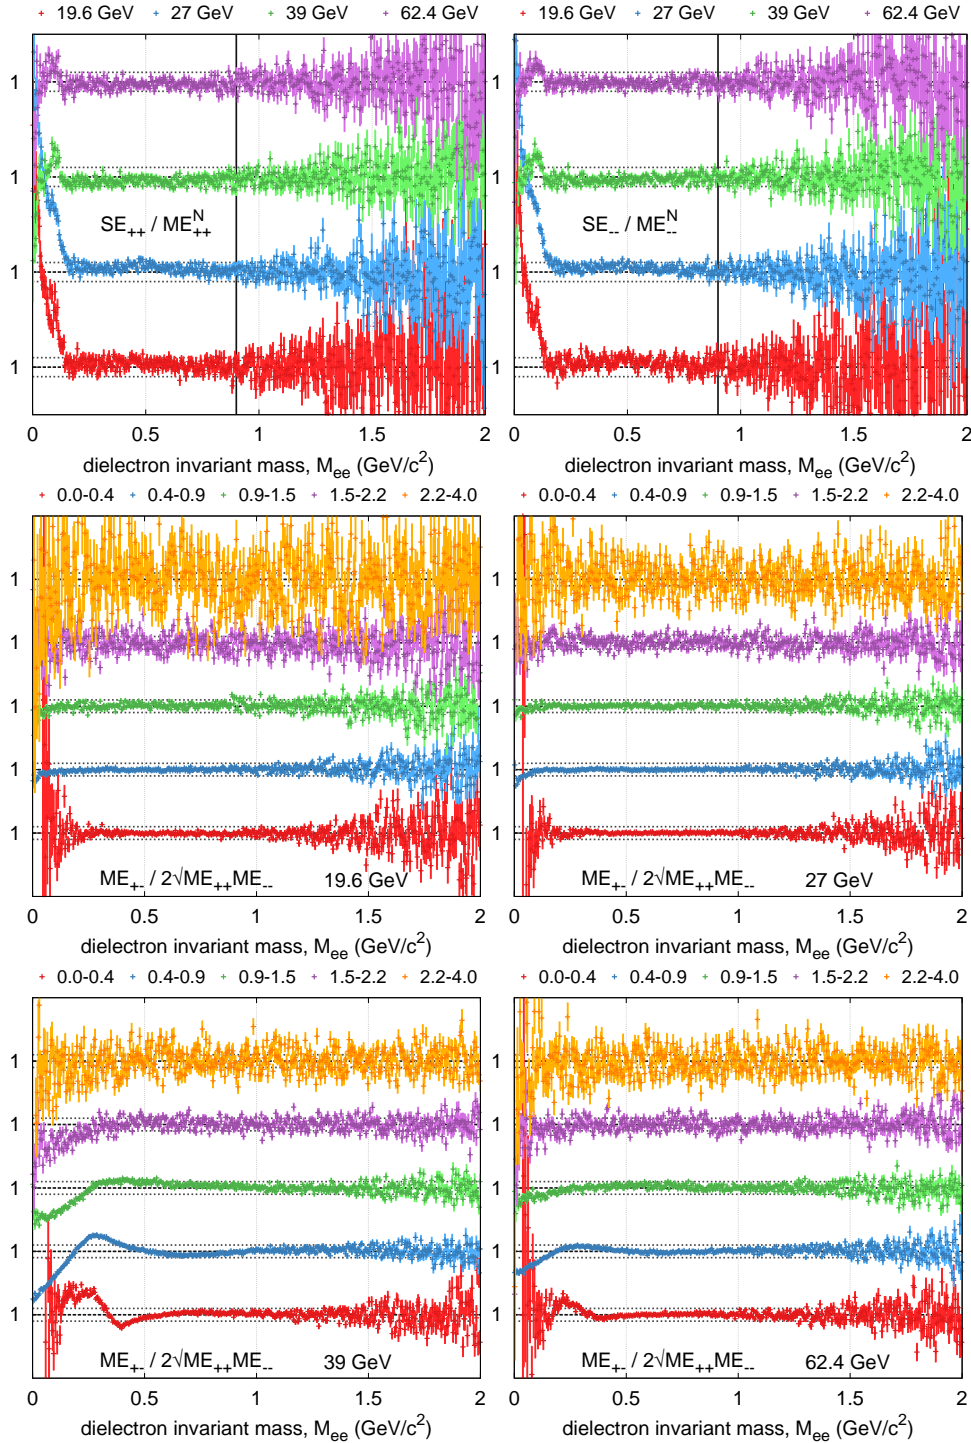 19.6 GeV 27 GeV 39 GeV 62.4 GeV
1
1
1
1
SE++ / ME^N++
0 0.5 1 1.5 2
dielectron invariant mass, M_ee (GeV/c²)
19.6 GeV 27 GeV 39 GeV 62.4 GeV
1
1
1
1
SE-- / ME^N--
0 0.5 1 1.5 2
dielectron invariant mass, M_ee (GeV/c²)
0.0-0.4 0.4-0.9 0.9-1.5 1.5-2.2 2.2-4.0
1
1
1
1
1
ME+- / 2√ME++ME-- 19.6 GeV
0 0.5 1 1.5 2
dielectron invariant mass, M_ee (GeV/c²)
0.0-0.4 0.4-0.9 0.9-1.5 1.5-2.2 2.2-4.0
1
1
1
1
1
ME+- / 2√ME++ME-- 27 GeV
0 0.5 1 1.5 2
dielectron invariant mass, M_ee (GeV/c²)
0.0-0.4 0.4-0.9 0.9-1.5 1.5-2.2 2.2-4.0
1
1
1
1
1
ME+- / 2√ME++ME-- 39 GeV
0 0.5 1 1.5 2
dielectron invariant mass, M_ee (GeV/c²)
0.0-0.4 0.4-0.9 0.9-1.5 1.5-2.2 2.2-4.0
1
1
1
1
1
ME+- / 2√ME++ME-- 62.4 GeV
0 0.5 1 1.5 2
dielectron invariant mass, M_ee (GeV/c²)